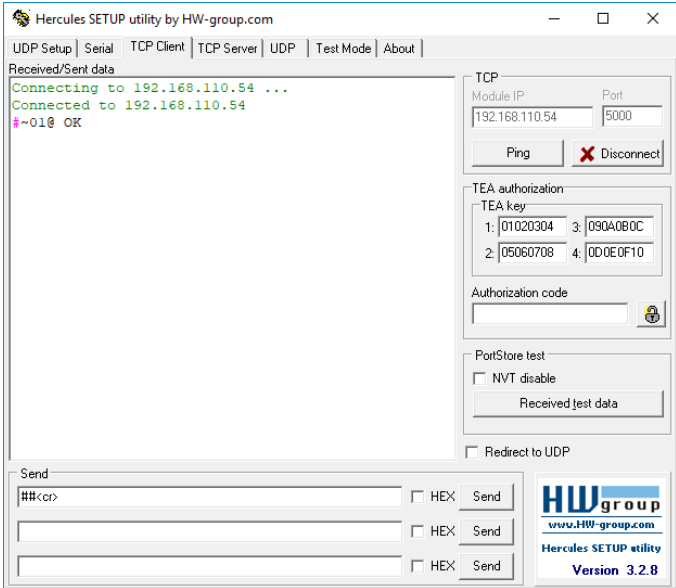 Hercules SETUP utility by HW-group.com
UDP Setup Serial TCP Client TCP Server UDP Test Mode About
Received/Sent data
Connecting to 192.168.110.54 ...
Connected to 192.168.110.54
#~01@ OK
TCP
Module IP Port
192.168.110.54 5000
Ping Disconnect
TEA authorization
TEA key
1: 01020304 3: 090A0B0C
2: 05060708 4: 0D0E0F10
Authorization code
PortStore test
NVT disable
Received test data
Redirect to UDP
Send
##<cr> HEX Send
HEX Send
HEX Send
HW group
www.HW-group.com
Hercules SETUP utility
Version 3.2.8